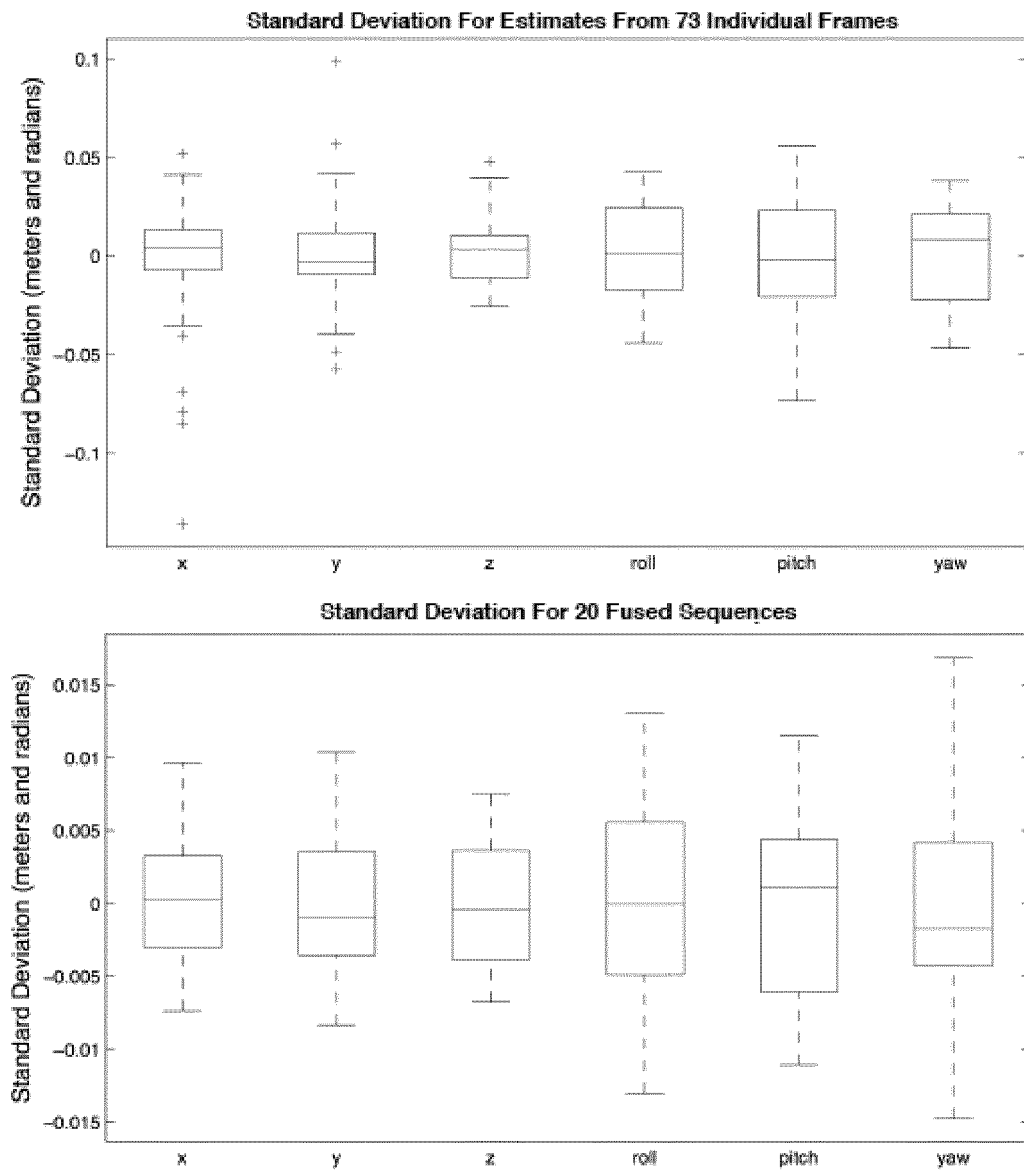 Standard Deviation For Estimates From 73 Individual Frames
Standard Deviation (meters and radians)
0.1
0.05
0
−0.05
−0.1
x y z roll pitch yaw
Standard Deviation For 20 Fused Sequences
Standard Deviation (meters and radians)
0.015
0.01
0.005
0
−0.005
−0.01
−0.015
x y z roll pitch yaw